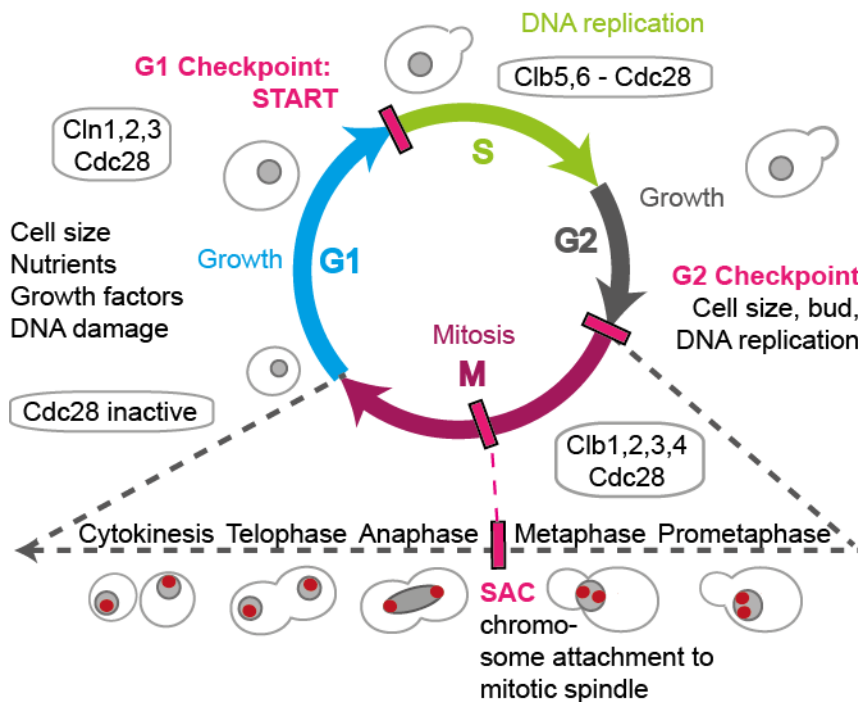 DNA replication
G1 Checkpoint:
START
Clb5,6 - Cdc28
Cln1,2,3
Cdc28
S
Growth
Cell size
Nutrients
Growth factors
DNA damage
Growth
G1
G2
G2 Checkpoint
Cell size, bud,
DNA replication
Mitosis
M
Cdc28 inactive
Clb1,2,3,4
Cdc28
Cytokinesis Telophase Anaphase Metaphase Prometaphase
SAC
chromo-
some attachment to
mitotic spindle